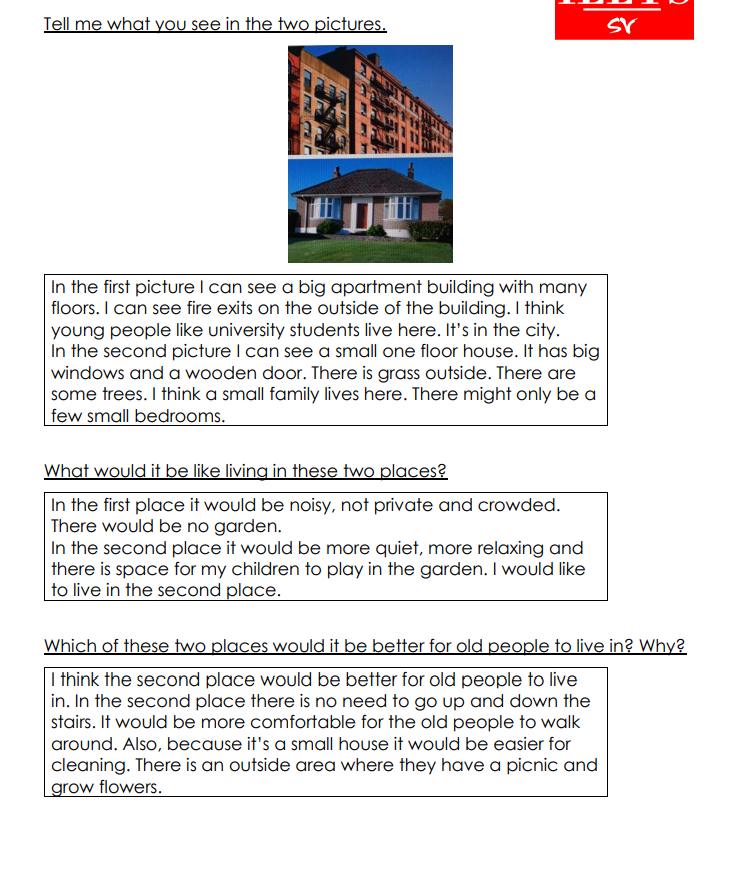 Tell me what you see in the two pictures.
IELTS
SY
In the first picture I can see a big apartment building with many
floors. I can see fire exits on the outside of the building. I think
young people like university students live here. It's in the city.
In the second picture I can see a small one floor house. It has big
windows and a wooden door. There is grass outside. There are
some trees. I think a small family lives here. There might only be a
few small bedrooms.
What would it be like living in these two places?
In the first place it would be noisy, not private and crowded.
There would be no garden.
In the second place it would be more quiet, more relaxing and
there is space for my children to play in the garden. I would like
to live in the second place.
Which of these two places would it be better for old people to live in? Why?
I think the second place would be better for old people to live
in. In the second place there is no need to go up and down the
stairs. It would be more comfortable for the old people to walk
around. Also, because it's a small house it would be easier for
cleaning. There is an outside area where they have a picnic and
grow flowers.